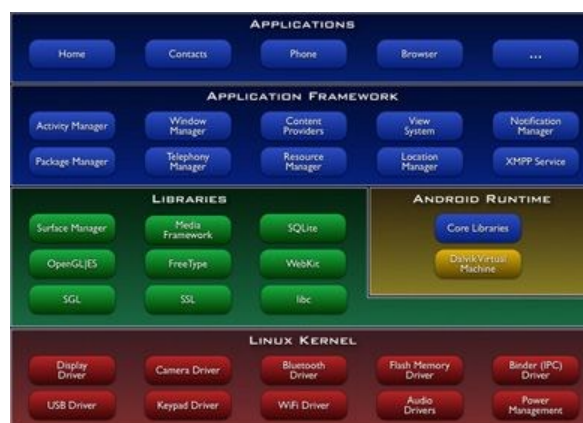 APPLICATIONS
Home
Contacts
Phone
Browser
...
APPLICATION FRAMEWORK
Activity Manager
Window
Manager
Content
Providers
View
System
Notification
Manager
Package Manager
Telephony
Manager
Resource
Manager
Location
Manager
XMPP Service
LIBRARIES
Surface Manager
Media
Framework
SQLite
OpenGL|ES
FreeType
WebKit
SGL
SSL
libc
ANDROID RUNTIME
Core Libraries
Dalvik Virtual
Machine
LINUX KERNEL
Display
Driver
Camera Driver
Bluetooth
Driver
Flash Memory
Driver
Binder (IPC)
Driver
USB Driver
Keypad Driver
WiFi Driver
Audio
Drivers
Power
Management